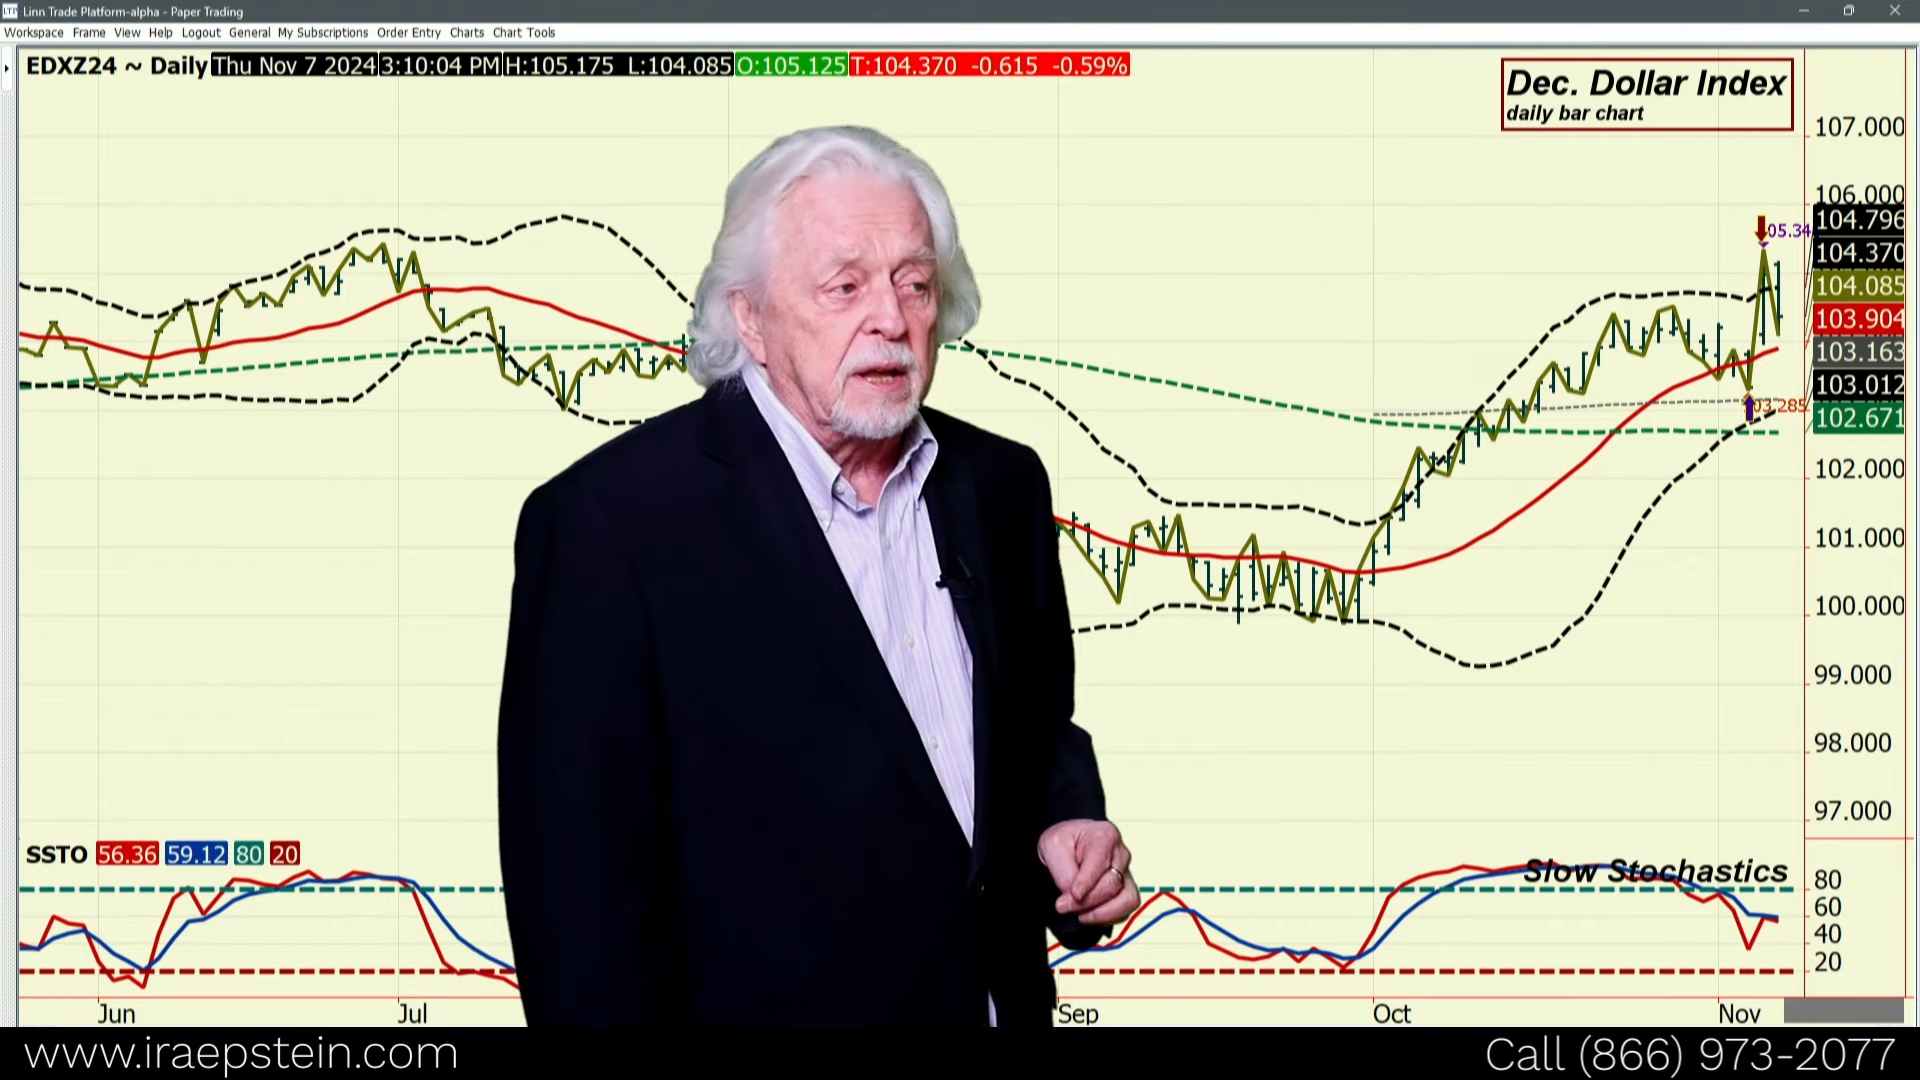 LTP Linn Trade Platform-alpha - Paper Trading
Workspace Frame View Help Logout General My Subscriptions Order Entry Charts Chart Tools
EDXZ24 ~ Daily Thu Nov 7 2024 3:10:04 PM H:105.175 L:104.085 O:105.125 T:104.370 -0.615 -0.59%
Dec. Dollar Index
daily bar chart
107.000
106.000
104.796
05.34
104.370
104.085
103.904
103.163
103.012
03.285
102.671
102.000
101.000
100.000
99.000
98.000
97.000
SSTO 56.36 59.12 80 20
Slow Stochastics
80
60
40
20
Jun Jul Sep Oct Nov
www.iraepstein.com Call (866) 973-2077